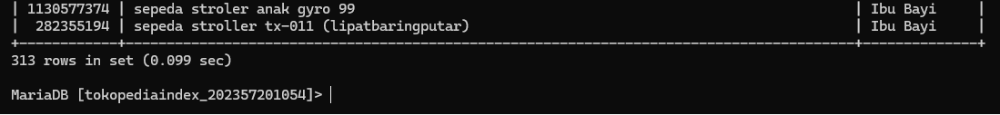 | 1130577374 | sepeda stroler anak gyro 99 | Ibu Bayi |
|  282355194 | sepeda stroller tx-011 (lipatbaringputar) | Ibu Bayi |
+------------+----------------------------------------------------------------------------------------+--------------+
313 rows in set (0.099 sec)
MariaDB [tokopediaindex_202357201054]>